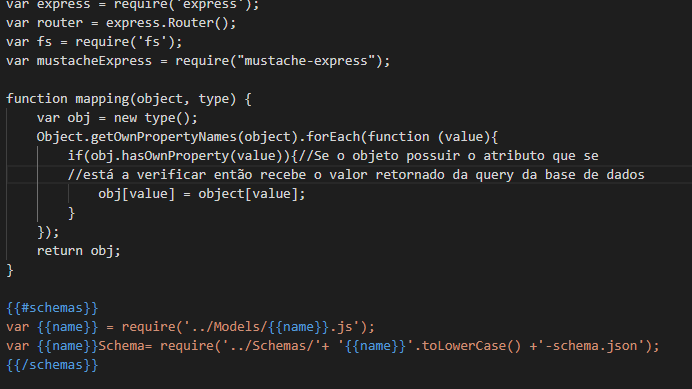 var express = require('express');
var router = express.Router();
var fs = require('fs');
var mustacheExpress = require("mustache-express");
function mapping(object, type) {
var obj = new type();
Object.getOwnPropertyNames(object).forEach(function (value){
if(obj.hasOwnProperty(value)){//Se o objeto possuir o atributo que se
//está a verificar então recebe o valor retornado da query da base de dados
obj[value] = object[value];
}
});
return obj;
}
{{#schemas}}
var {{name}} = require('../Models/{{name}}.js');
var {{name}}Schema= require('../Schemas/'+ '{{name}}'.toLowerCase() +'-schema.json');
{{/schemas}}